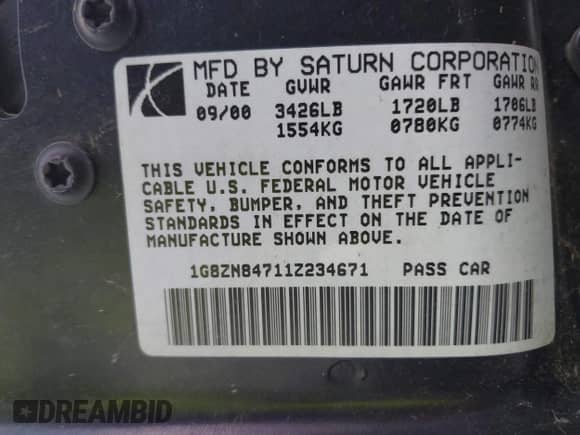 MFD BY SATURN CORPORATION
DATE GVWR GAWR FRT GAWR RR
09/00 3426LB 1720LB 1706LB
1554KG 0780KG 0774KG
THIS VEHICLE CONFORMS TO ALL APPLI-
CABLE U.S. FEDERAL MOTOR VEHICLE
SAFETY, BUMPER, AND THEFT PREVENTION
STANDARDS IN EFFECT ON THE DATE OF
MANUFACTURE SHOWN ABOVE.
1G8ZN84711Z234671 PASS CAR
DREAMBID